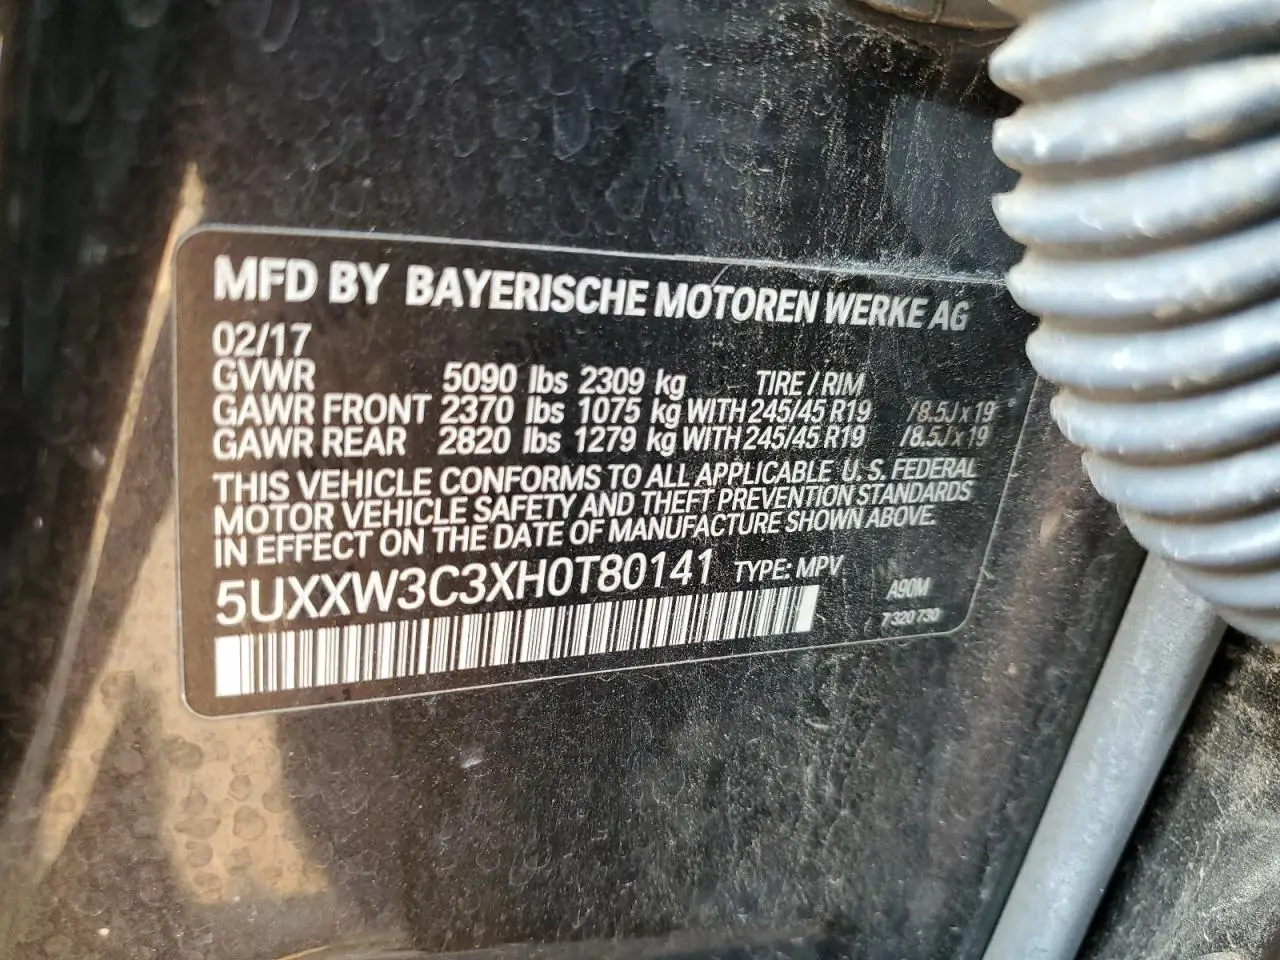 MFD BY BAYERISCHE MOTOREN WERKE AG
02/17
GVWR 5090 lbs 2309 kg TIRE / RIM
GAWR FRONT 2370 lbs 1075 kg WITH 245/45 R19 /8.5J x 19
GAWR REAR 2820 lbs 1279 kg WITH 245/45 R19 /8.5J x 19
THIS VEHICLE CONFORMS TO ALL APPLICABLE U. S. FEDERAL
MOTOR VEHICLE SAFETY AND THEFT PREVENTION STANDARDS
IN EFFECT ON THE DATE OF MANUFACTURE SHOWN ABOVE.
5UXXW3C3XH0T80141 TYPE: MPV
A90M
7 320 730